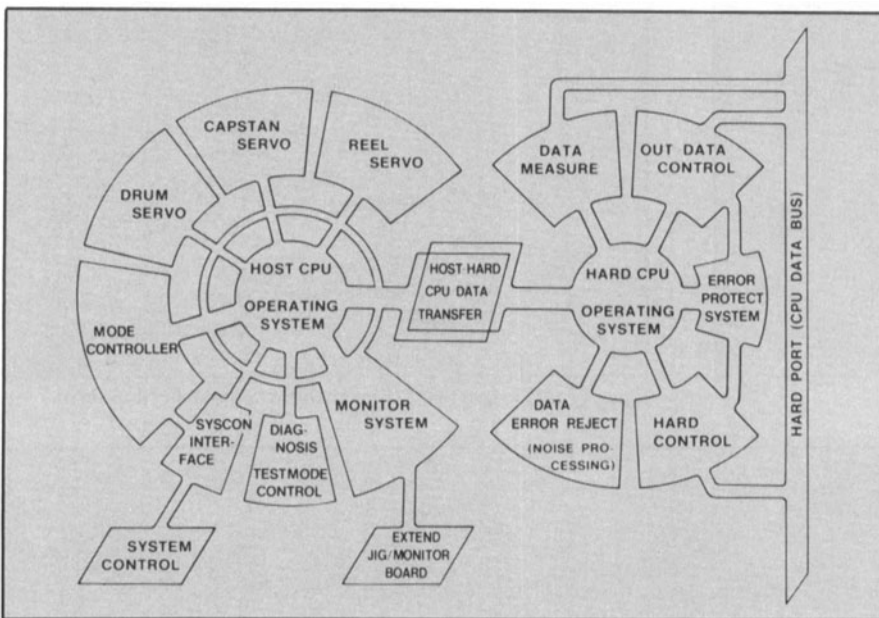 CAPSTAN
SERVO
REEL
SERVO
DRUM
SERVO
HOST CPU
OPERATING
SYSTEM
MODE
CONTROLLER
SYSCON
INTER-
FACE
DIAG-
NOSIS
TESTMODE
CONTROL
MONITOR
SYSTEM
SYSTEM
CONTROL
EXTEND
JIG/MONITOR
BOARD
HOST HARD
CPU DATA
TRANSFER
DATA
MEASURE
OUT DATA
CONTROL
HARD CPU
OPERATING
SYSTEM
ERROR
PROTECT
SYSTEM
DATA
ERROR REJECT
(NOISE PRO-
CESSING)
HARD
CONTROL
HARD PORT (CPU DATA BUS)